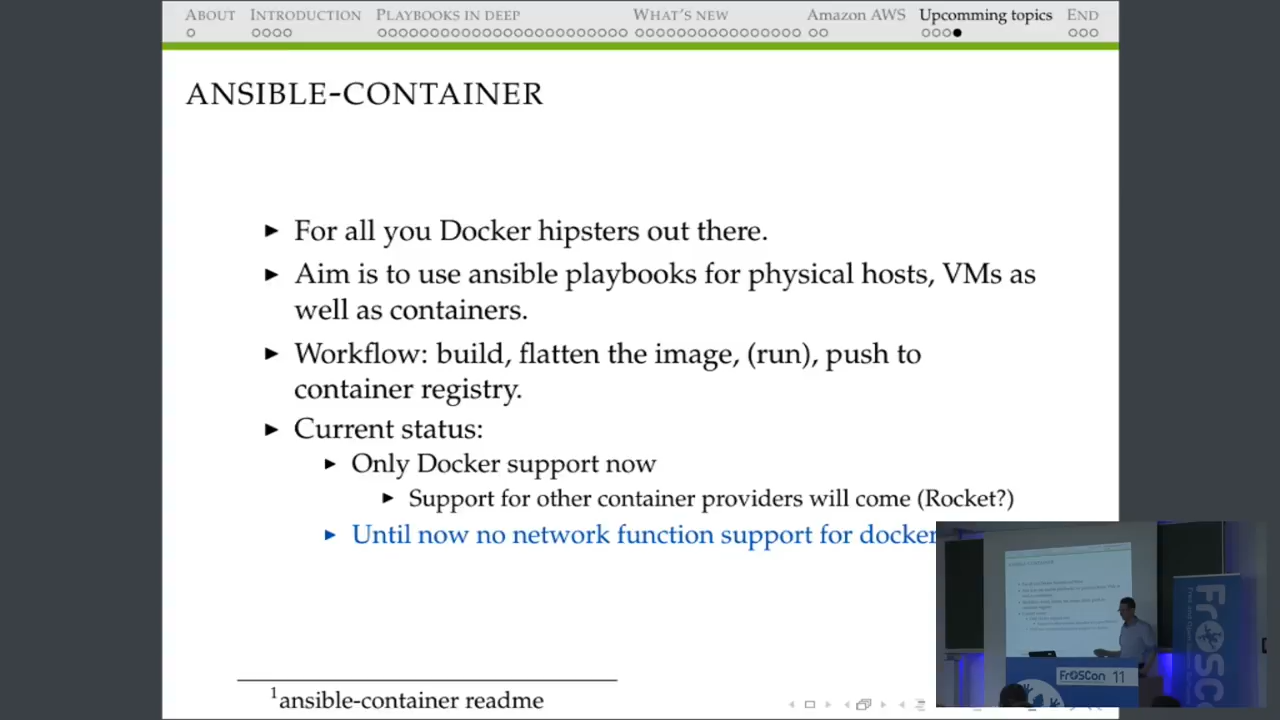 ABOUT INTRODUCTION PLAYBOOKS IN DEEP WHAT'S NEW Amazon AWS Upcomming topics END
ANSIBLE-CONTAINER
► For all you Docker hipsters out there.
► Aim is to use ansible playbooks for physical hosts, VMs as
well as containers.
► Workflow: build, flatten the image, (run), push to
container registry.
► Current status:
► Only Docker support now
► Support for other container providers will come (Rocket?)
► Until now no network function support for docker
1ansible-container readme
ANSIBLE-CONTAINER
FrOSCon 11
FrOSCon